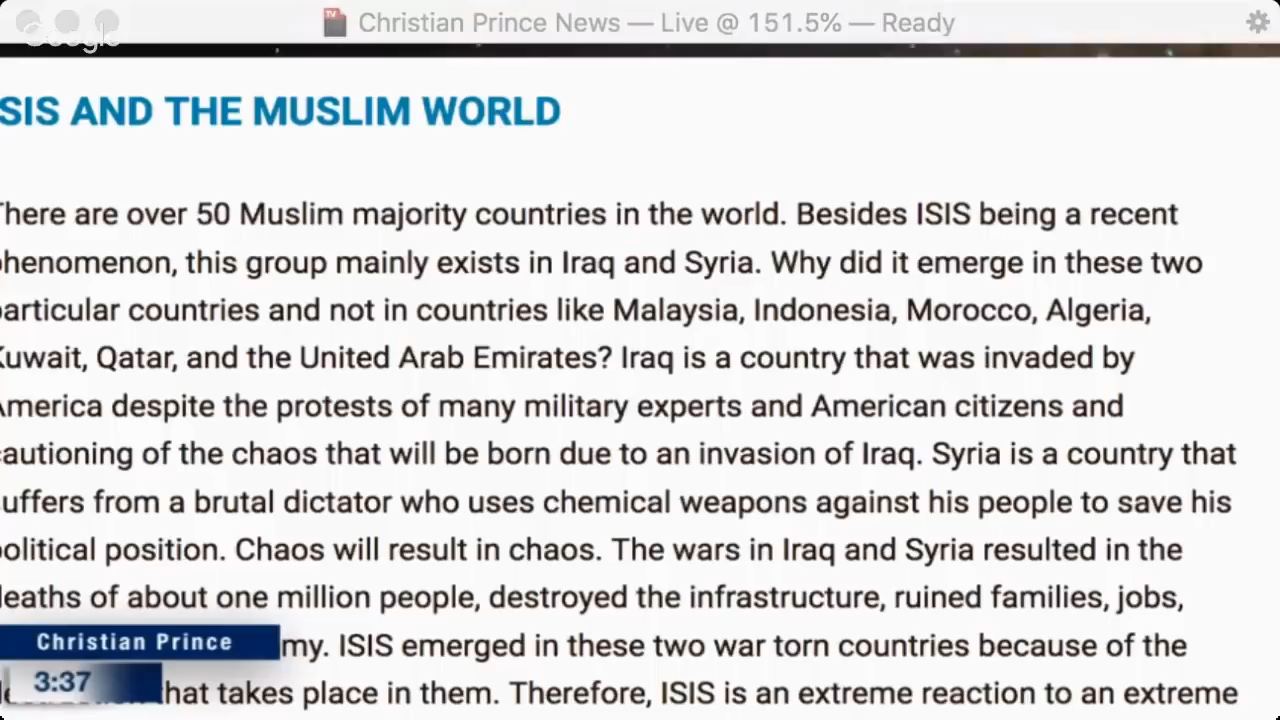 Google
TV
Christian Prince News — Live @ 151.5% — Ready
SIS AND THE MUSLIM WORLD
There are over 50 Muslim majority countries in the world. Besides ISIS being a recent
phenomenon, this group mainly exists in Iraq and Syria. Why did it emerge in these two
particular countries and not in countries like Malaysia, Indonesia, Morocco, Algeria,
Kuwait, Qatar, and the United Arab Emirates? Iraq is a country that was invaded by
America despite the protests of many military experts and American citizens and
cautioning of the chaos that will be born due to an invasion of Iraq. Syria is a country that
suffers from a brutal dictator who uses chemical weapons against his people to save his
political position. Chaos will result in chaos. The wars in Iraq and Syria resulted in the
deaths of about one million people, destroyed the infrastructure, ruined families, jobs,
my. ISIS emerged in these two war torn countries because of the
that takes place in them. Therefore, ISIS is an extreme reaction to an extreme
Christian Prince
3:37